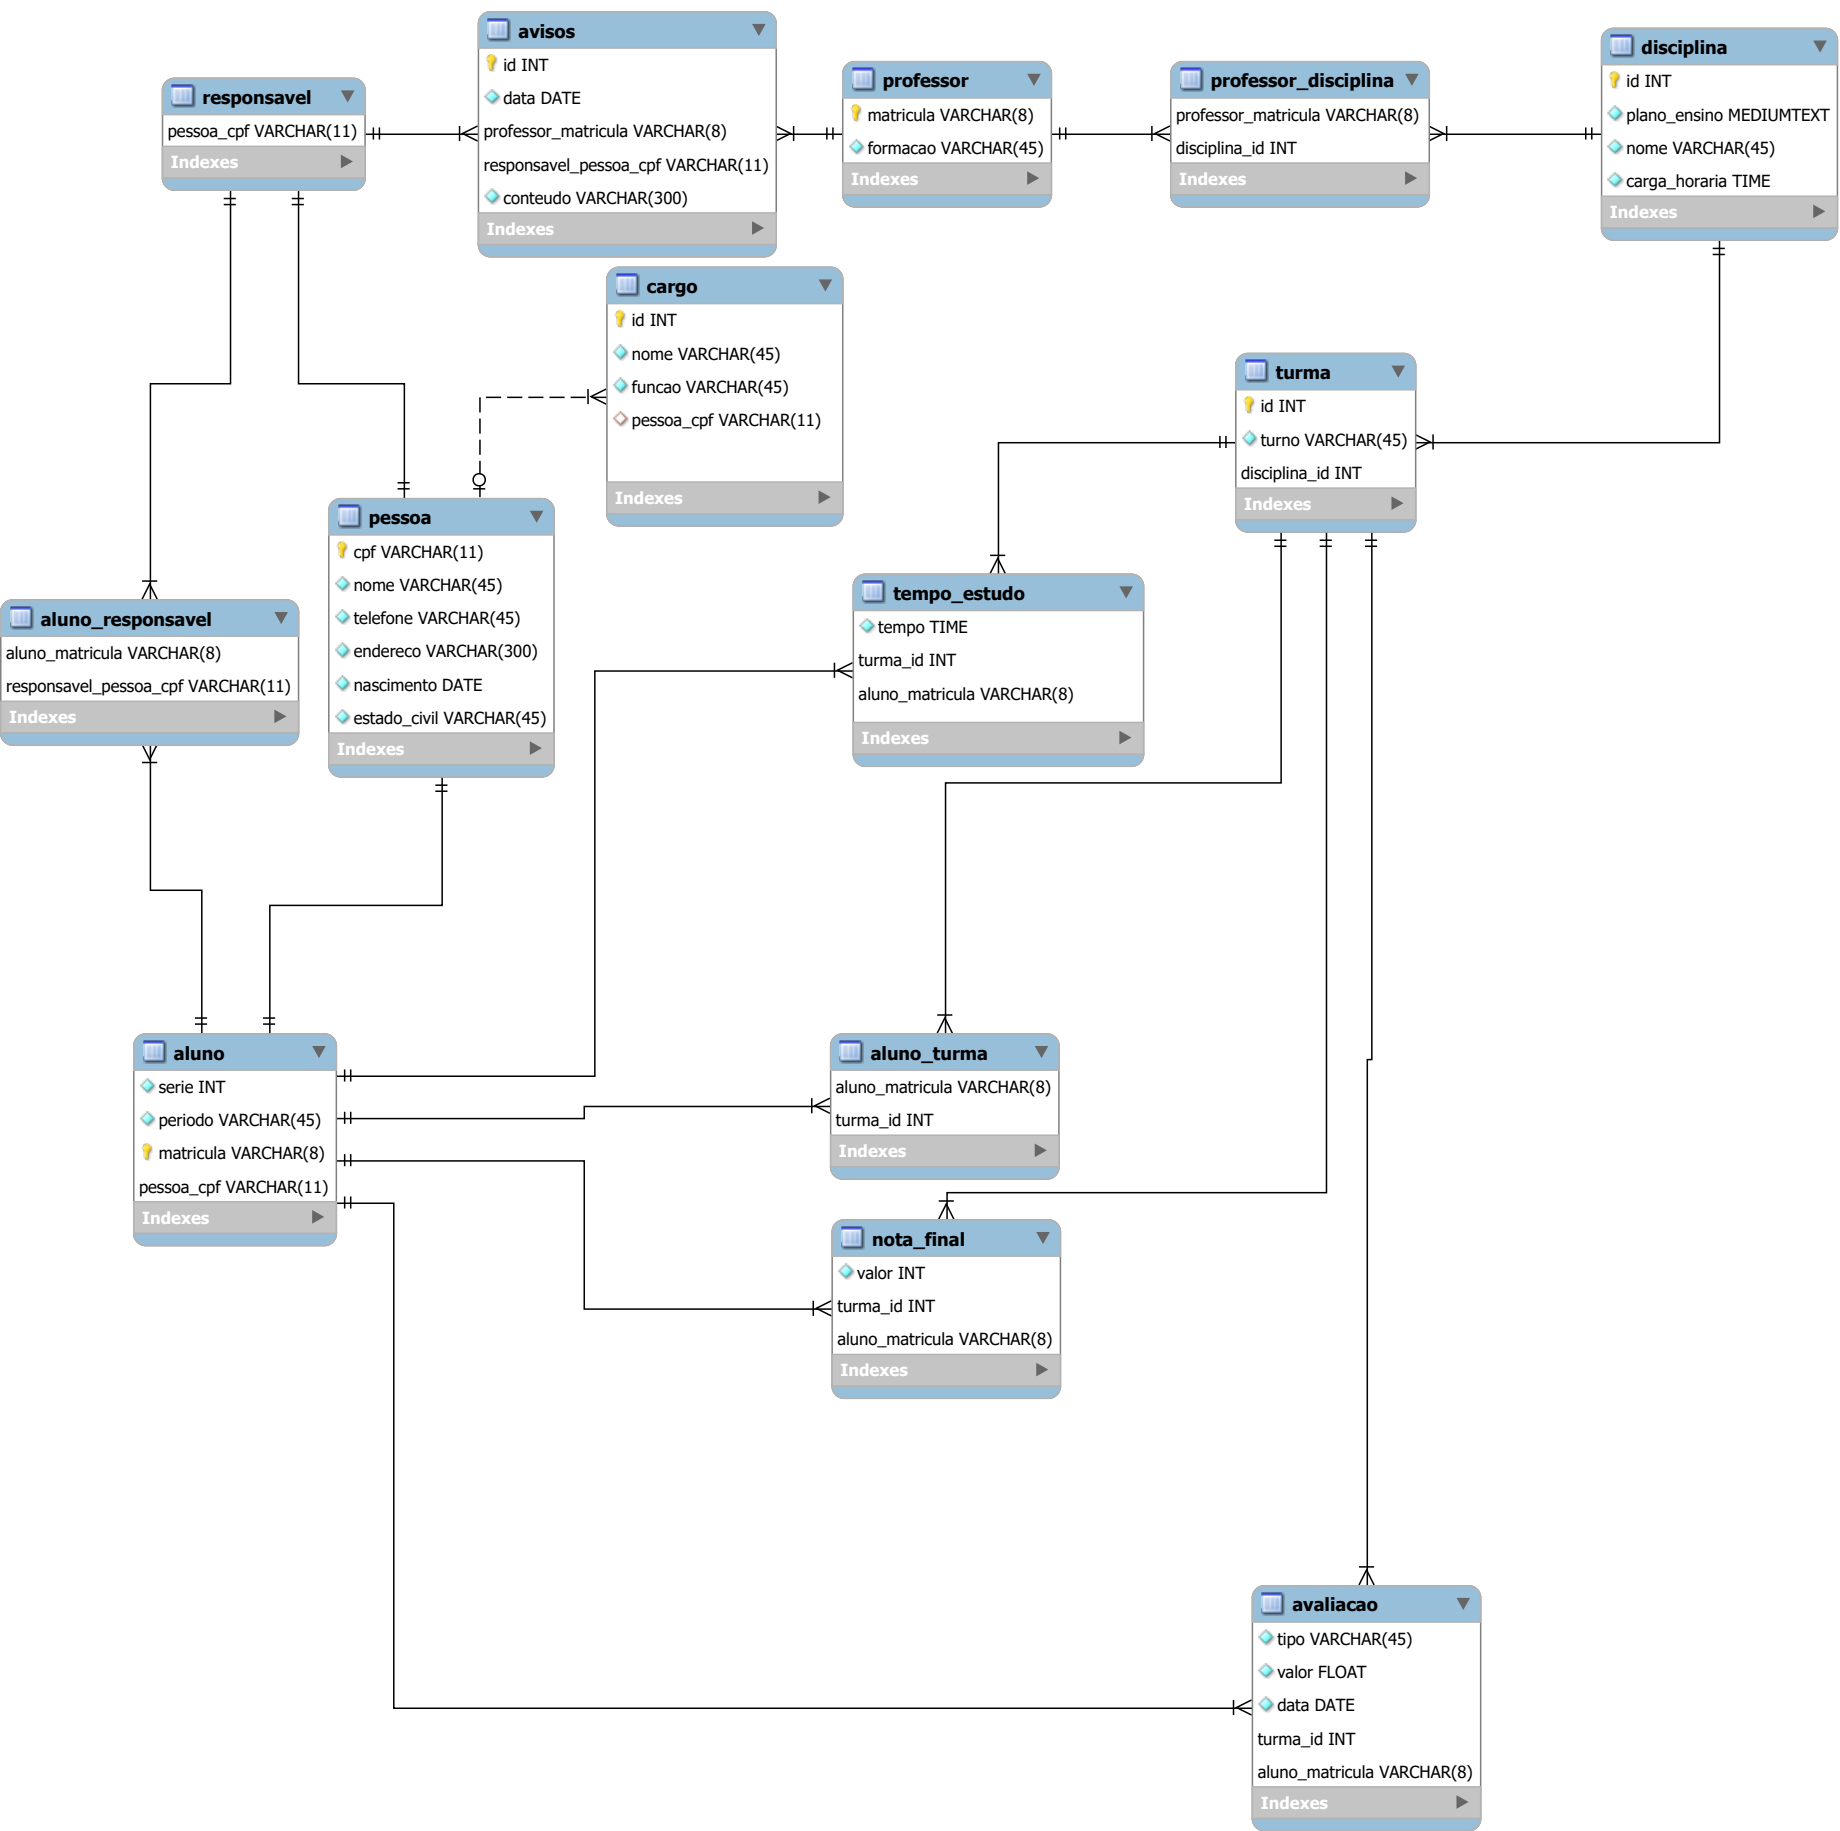 avisos
id INT
data DATE
professor_matricula VARCHAR(8)
responsavel_pessoa_cpf VARCHAR(11)
conteudo VARCHAR(300)
Indexes
responsavel
pessoa_cpf VARCHAR(11)
Indexes
professor
matricula VARCHAR(8)
formacao VARCHAR(45)
Indexes
professor_disciplina
professor_matricula VARCHAR(8)
disciplina_id INT
Indexes
disciplina
id INT
plano_ensino MEDIUMTEXT
nome VARCHAR(45)
carga_horaria TIME
Indexes
cargo
id INT
nome VARCHAR(45)
funcao VARCHAR(45)
pessoa_cpf VARCHAR(11)
Indexes
turma
id INT
turno VARCHAR(45)
disciplina_id INT
Indexes
pessoa
cpf VARCHAR(11)
nome VARCHAR(45)
telefone VARCHAR(45)
endereco VARCHAR(300)
nascimento DATE
estado_civil VARCHAR(45)
Indexes
tempo_estudo
tempo TIME
turma_id INT
aluno_matricula VARCHAR(8)
Indexes
aluno_responsavel
aluno_matricula VARCHAR(8)
responsavel_pessoa_cpf VARCHAR(11)
Indexes
aluno
serie INT
periodo VARCHAR(45)
matricula VARCHAR(8)
pessoa_cpf VARCHAR(11)
Indexes
aluno_turma
aluno_matricula VARCHAR(8)
turma_id INT
Indexes
nota_final
valor INT
turma_id INT
aluno_matricula VARCHAR(8)
Indexes
avaliacao
tipo VARCHAR(45)
valor FLOAT
data DATE
turma_id INT
aluno_matricula VARCHAR(8)
Indexes